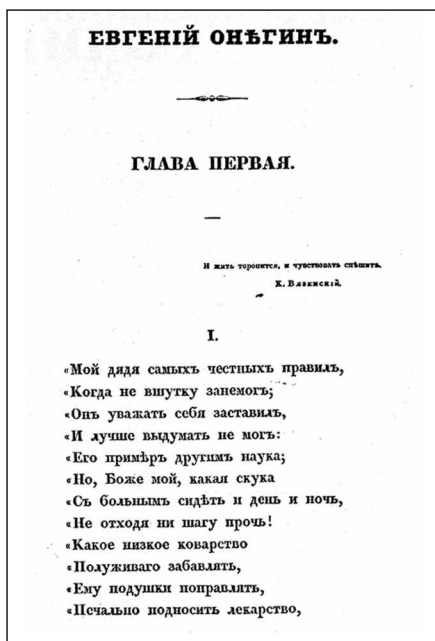 ЕВГЕНІЙ ОНѢГИНЪ.
ГЛАВА ПЕРВАЯ.
И жить торопится, и чувствовать спѣшитъ.
К. Вяземскій.
I.
«Мой дядя самыхъ честныхъ правилъ,
«Когда не вшутку занемогъ;
«Онъ уважать себя заставилъ,
«И лучше выдумать не могъ:
«Его примѣръ другимъ наука;
«Но, Боже мой, какая скука
«Съ больнымъ сидѣть и день и ночь,
«Не отходя ни шагу прочь!
«Какое низкое коварство
«Полуживаго забавлять,
«Ему подушки поправлять,
«Печально подносить лекарство,